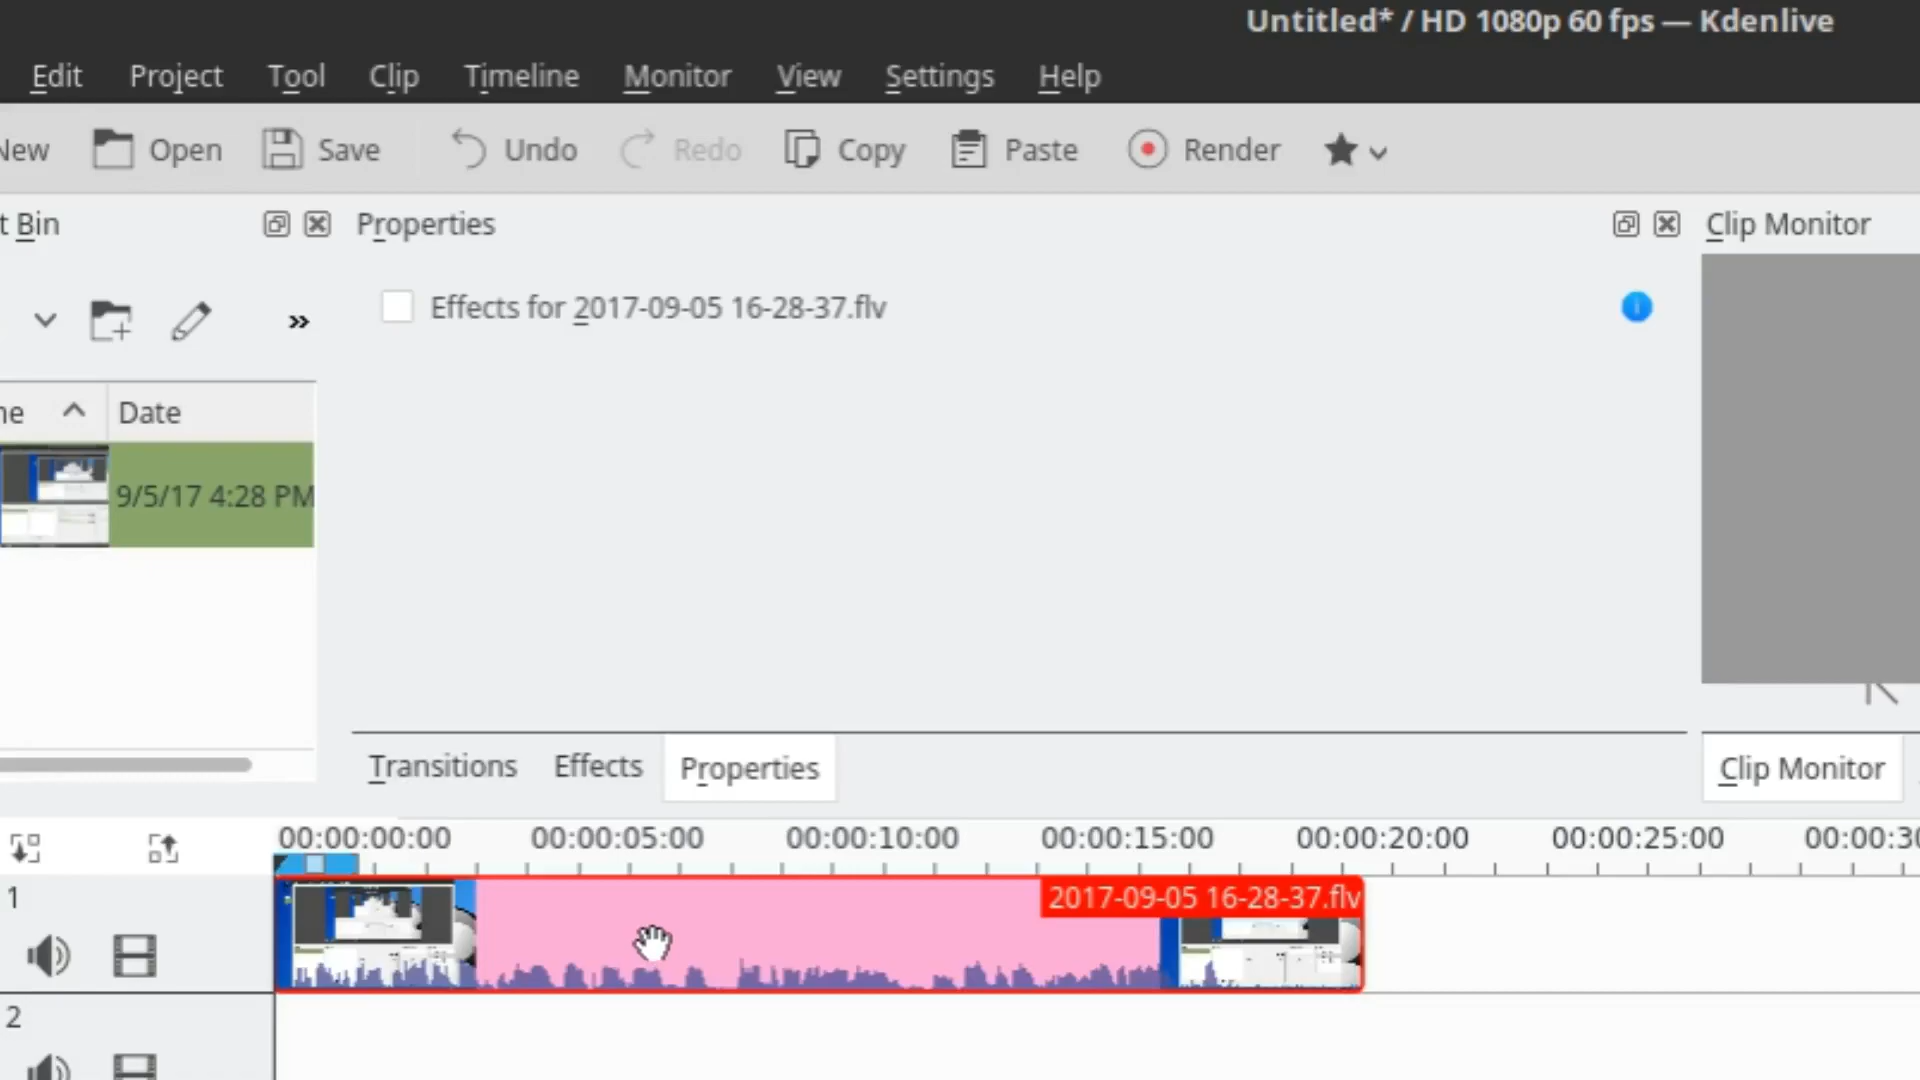 Untitled* / HD 1080p 60 fps — Kdenlive
Edit Project Tool Clip Timeline Monitor View Settings Help
New Open Save Undo Redo Copy Paste Render
t Bin Properties Clip Monitor
Effects for 2017-09-05 16-28-37.flv
»
ne Date
9/5/17 4:28 PM
Transitions Effects Properties Clip Monitor
00:00:00:00 00:00:05:00 00:00:10:00 00:00:15:00 00:00:20:00 00:00:25:00 00:00:30
1 2017-09-05 16-28-37.flv
2